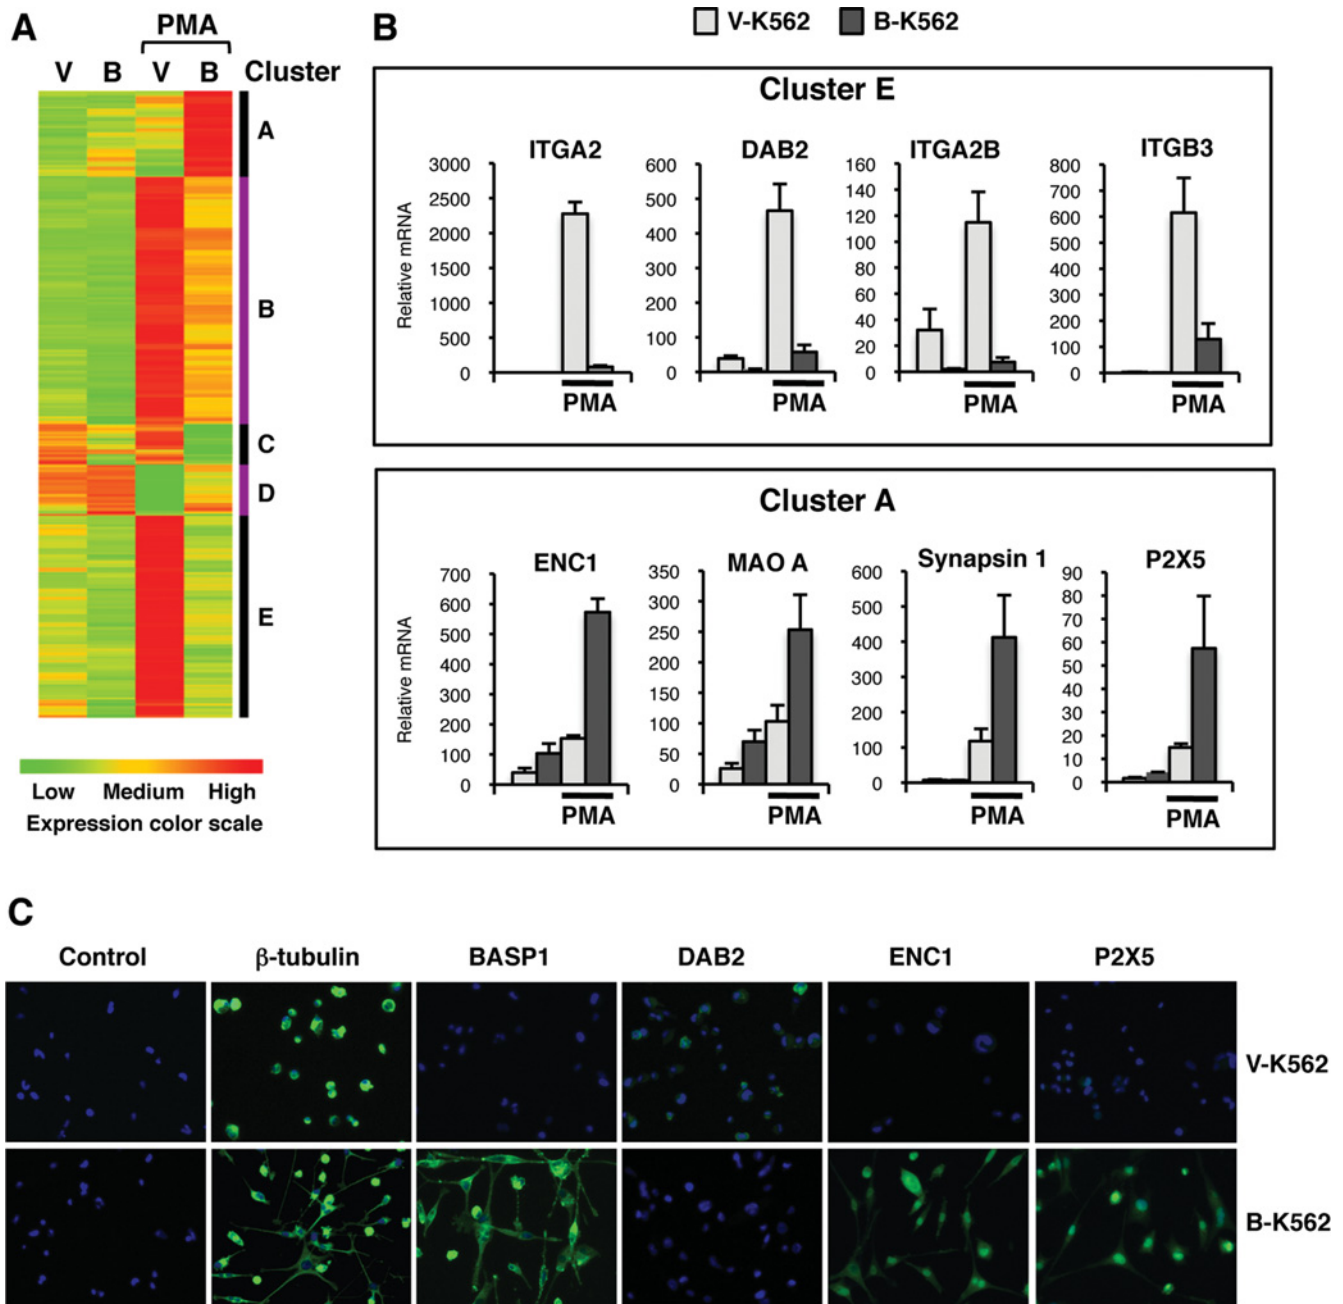 A
PMA
V B V B Cluster
A
B
C
D
E
Low Medium High
Expression color scale
B
V-K562 B-K562
Cluster E
ITGA2 DAB2 ITGA2B ITGB3
Relative mRNA
3000
2500
2000
1500
1000
500
0
PMA
600
500
400
300
200
100
0
PMA
160
140
120
100
80
60
40
20
0
PMA
800
700
600
500
400
300
200
100
0
PMA
Cluster A
ENC1 MAO A Synapsin 1 P2X5
Relative mRNA
700
600
500
400
300
200
100
0
PMA
350
300
250
200
150
100
50
0
PMA
600
500
400
300
200
100
0
PMA
90
80
70
60
50
40
30
20
10
0
PMA
C
Control β-tubulin BASP1 DAB2 ENC1 P2X5
V-K562
B-K562